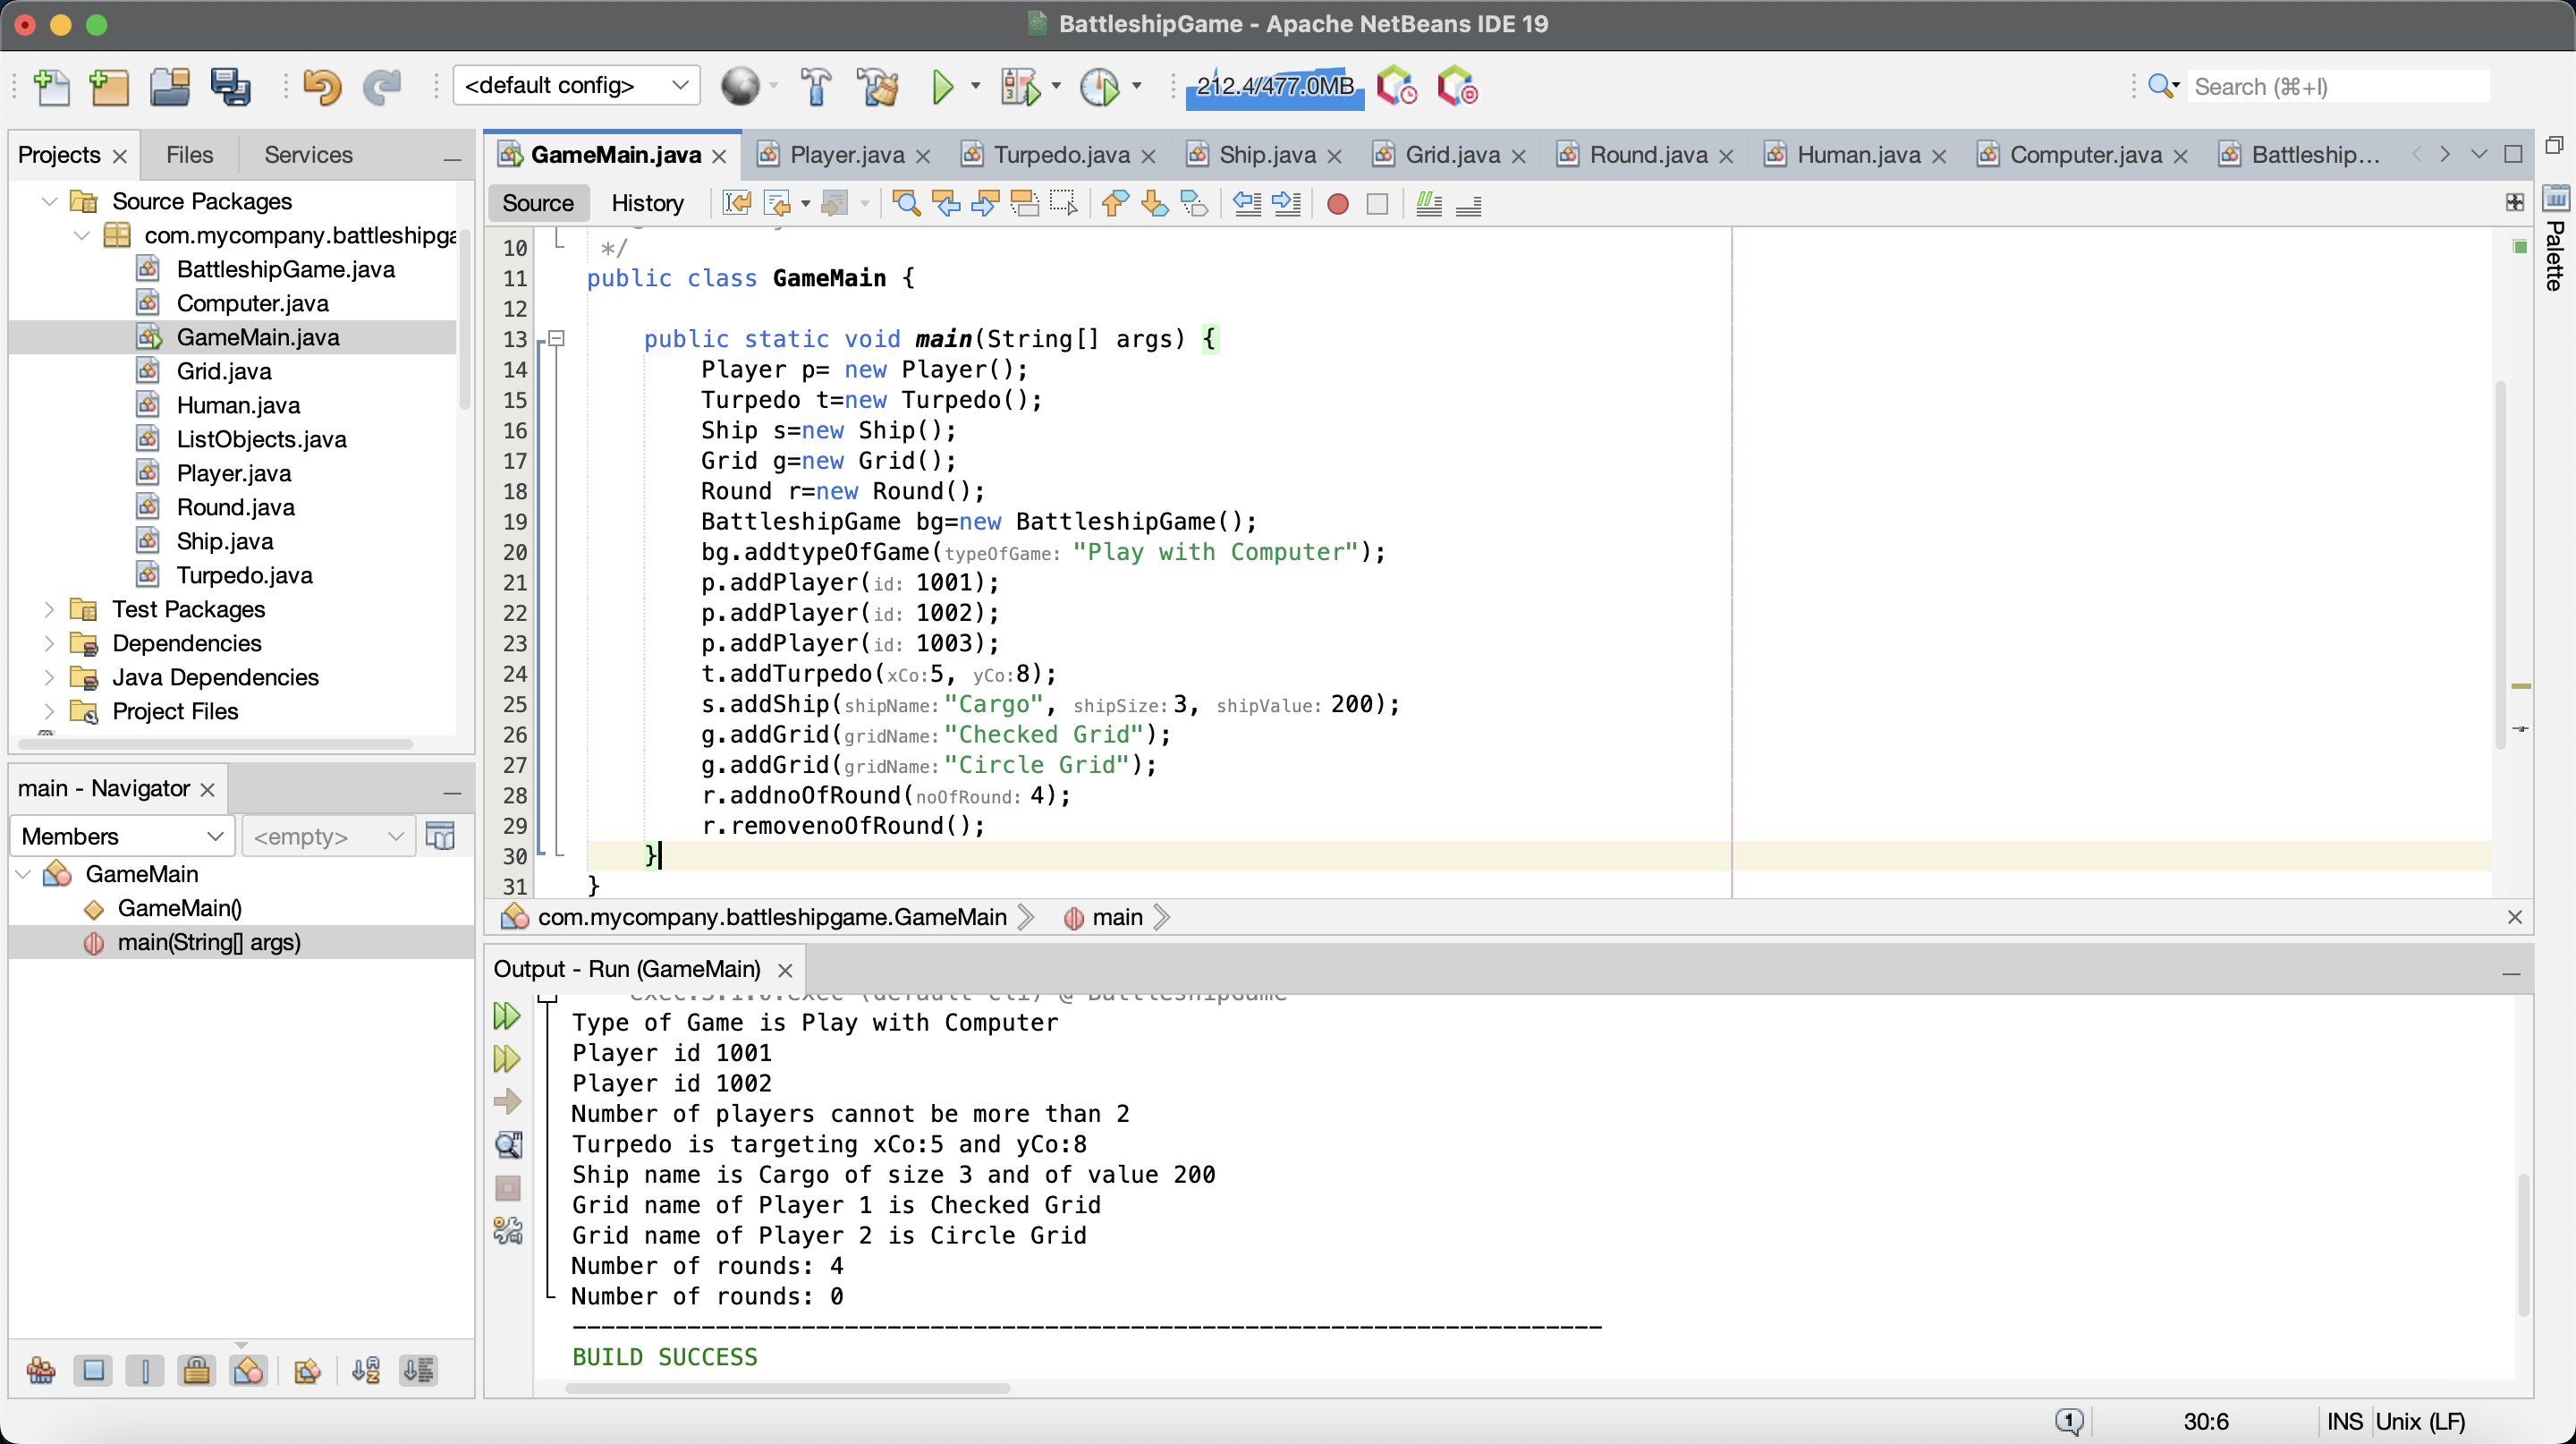 BattleshipGame - Apache NetBeans IDE 19
<default config>
212.4/477.0MB
Search (⌘+I)
Projects
Files
Services
Source Packages
com.mycompany.battleshipga
BattleshipGame.java
Computer.java
GameMain.java
Grid.java
Human.java
ListObjects.java
Player.java
Round.java
Ship.java
Turpedo.java
Test Packages
Dependencies
Java Dependencies
Project Files
main - Navigator
Members
<empty>
GameMain
GameMain()
main(String[] args)
GameMain.java Player.java Turpedo.java Ship.java Grid.java Round.java Human.java Computer.java Battleship...
Source History
Palette
10 */
11 public class GameMain {
12
13 public static void main(String[] args) {
14 Player p= new Player();
15 Turpedo t=new Turpedo();
16 Ship s=new Ship();
17 Grid g=new Grid();
18 Round r=new Round();
19 BattleshipGame bg=new BattleshipGame();
20 bg.addtypeOfGame(typeOfGame: "Play with Computer");
21 p.addPlayer(id: 1001);
22 p.addPlayer(id: 1002);
23 p.addPlayer(id: 1003);
24 t.addTurpedo(xCo:5, yCo:8);
25 s.addShip(shipName:"Cargo", shipSize:3, shipValue: 200);
26 g.addGrid(gridName:"Checked Grid");
27 g.addGrid(gridName:"Circle Grid");
28 r.addnoOfRound(noOfRound: 4);
29 r.removenoOfRound();
30 }
31 }
com.mycompany.battleshipgame.GameMain main
Output - Run (GameMain)
Type of Game is Play with Computer
Player id 1001
Player id 1002
Number of players cannot be more than 2
Turpedo is targeting xCo:5 and yCo:8
Ship name is Cargo of size 3 and of value 200
Grid name of Player 1 is Checked Grid
Grid name of Player 2 is Circle Grid
Number of rounds: 4
Number of rounds: 0
------------------------------------------------------------------------
BUILD SUCCESS
1
30:6
INS
Unix (LF)